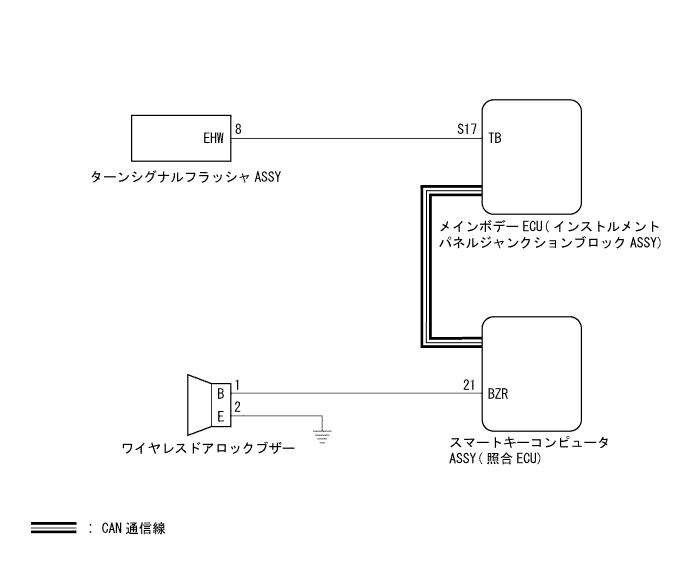 EHW 8 S17 TB
ターンシグナルフラッシャ ASSY
メインボデー ECU( インストルメント
パネルジャンクションブロック ASSY)
B 1 21 BZR
E 2
ワイヤレスドアロックブザー
スマートキーコンピュータ
ASSY( 照合 ECU)
: CAN 通信線